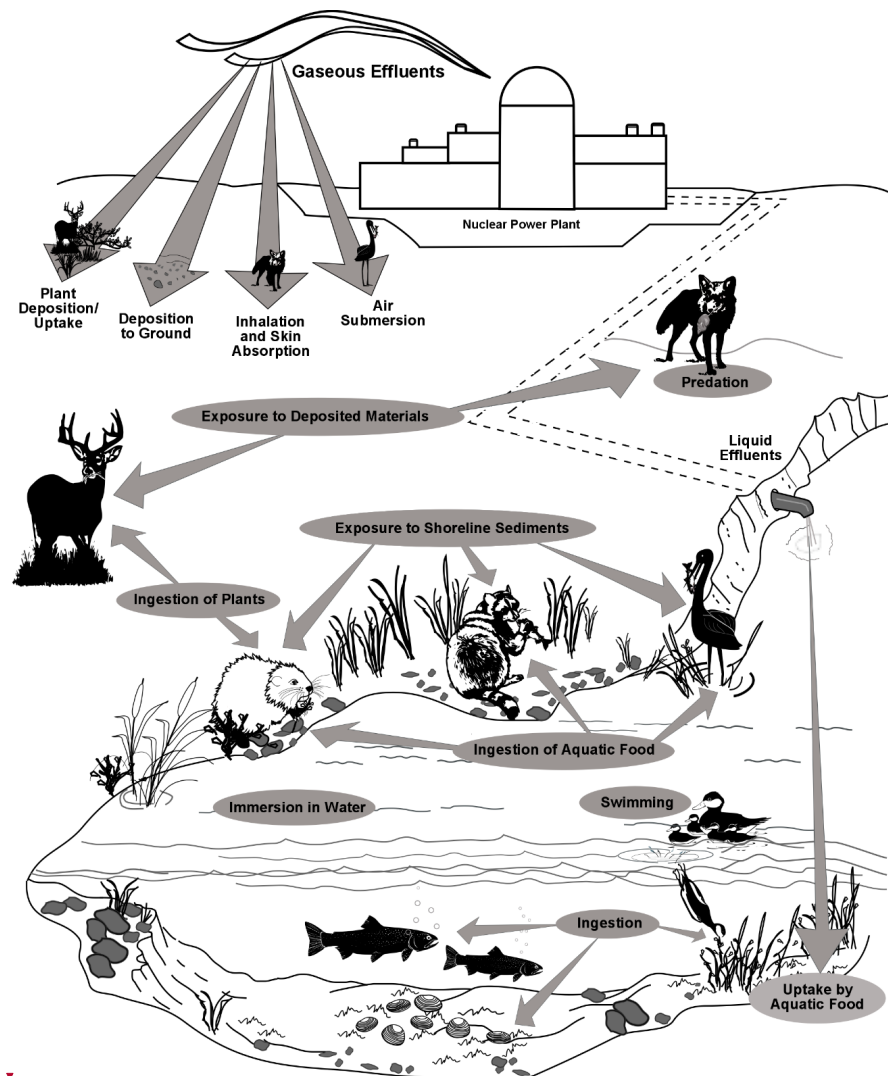 Gaseous Effluents
Nuclear Power Plant
Plant
Deposition/
Uptake
Deposition
to Ground
Inhalation
and Skin
Absorption
Air
Submersion
Predation
Exposure to Deposited Materials
Liquid
Effluents
Exposure to Shoreline Sediments
Ingestion of Plants
Ingestion of Aquatic Food
Immersion in Water
Swimming
Ingestion
Uptake by
Aquatic Food